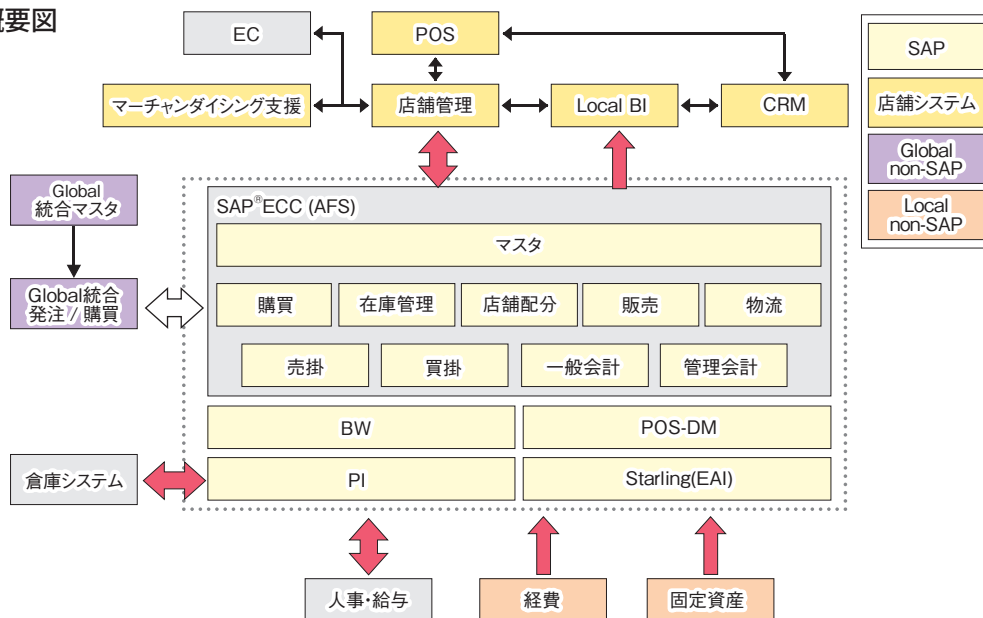 要図
EC
POS
マーチャンダイジング支援
店舗管理
Local BI
CRM
SAP
店舗システム
Global
non-SAP
Local
non-SAP
Global
統合マスタ
Global統合
発注 / 購買
SAP®ECC (AFS)
マスタ
購買
在庫管理
店舗配分
販売
物流
売掛
買掛
一般会計
管理会計
BW
POS-DM
PI
Starling(EAI)
倉庫システム
人事・給与
経費
固定資産